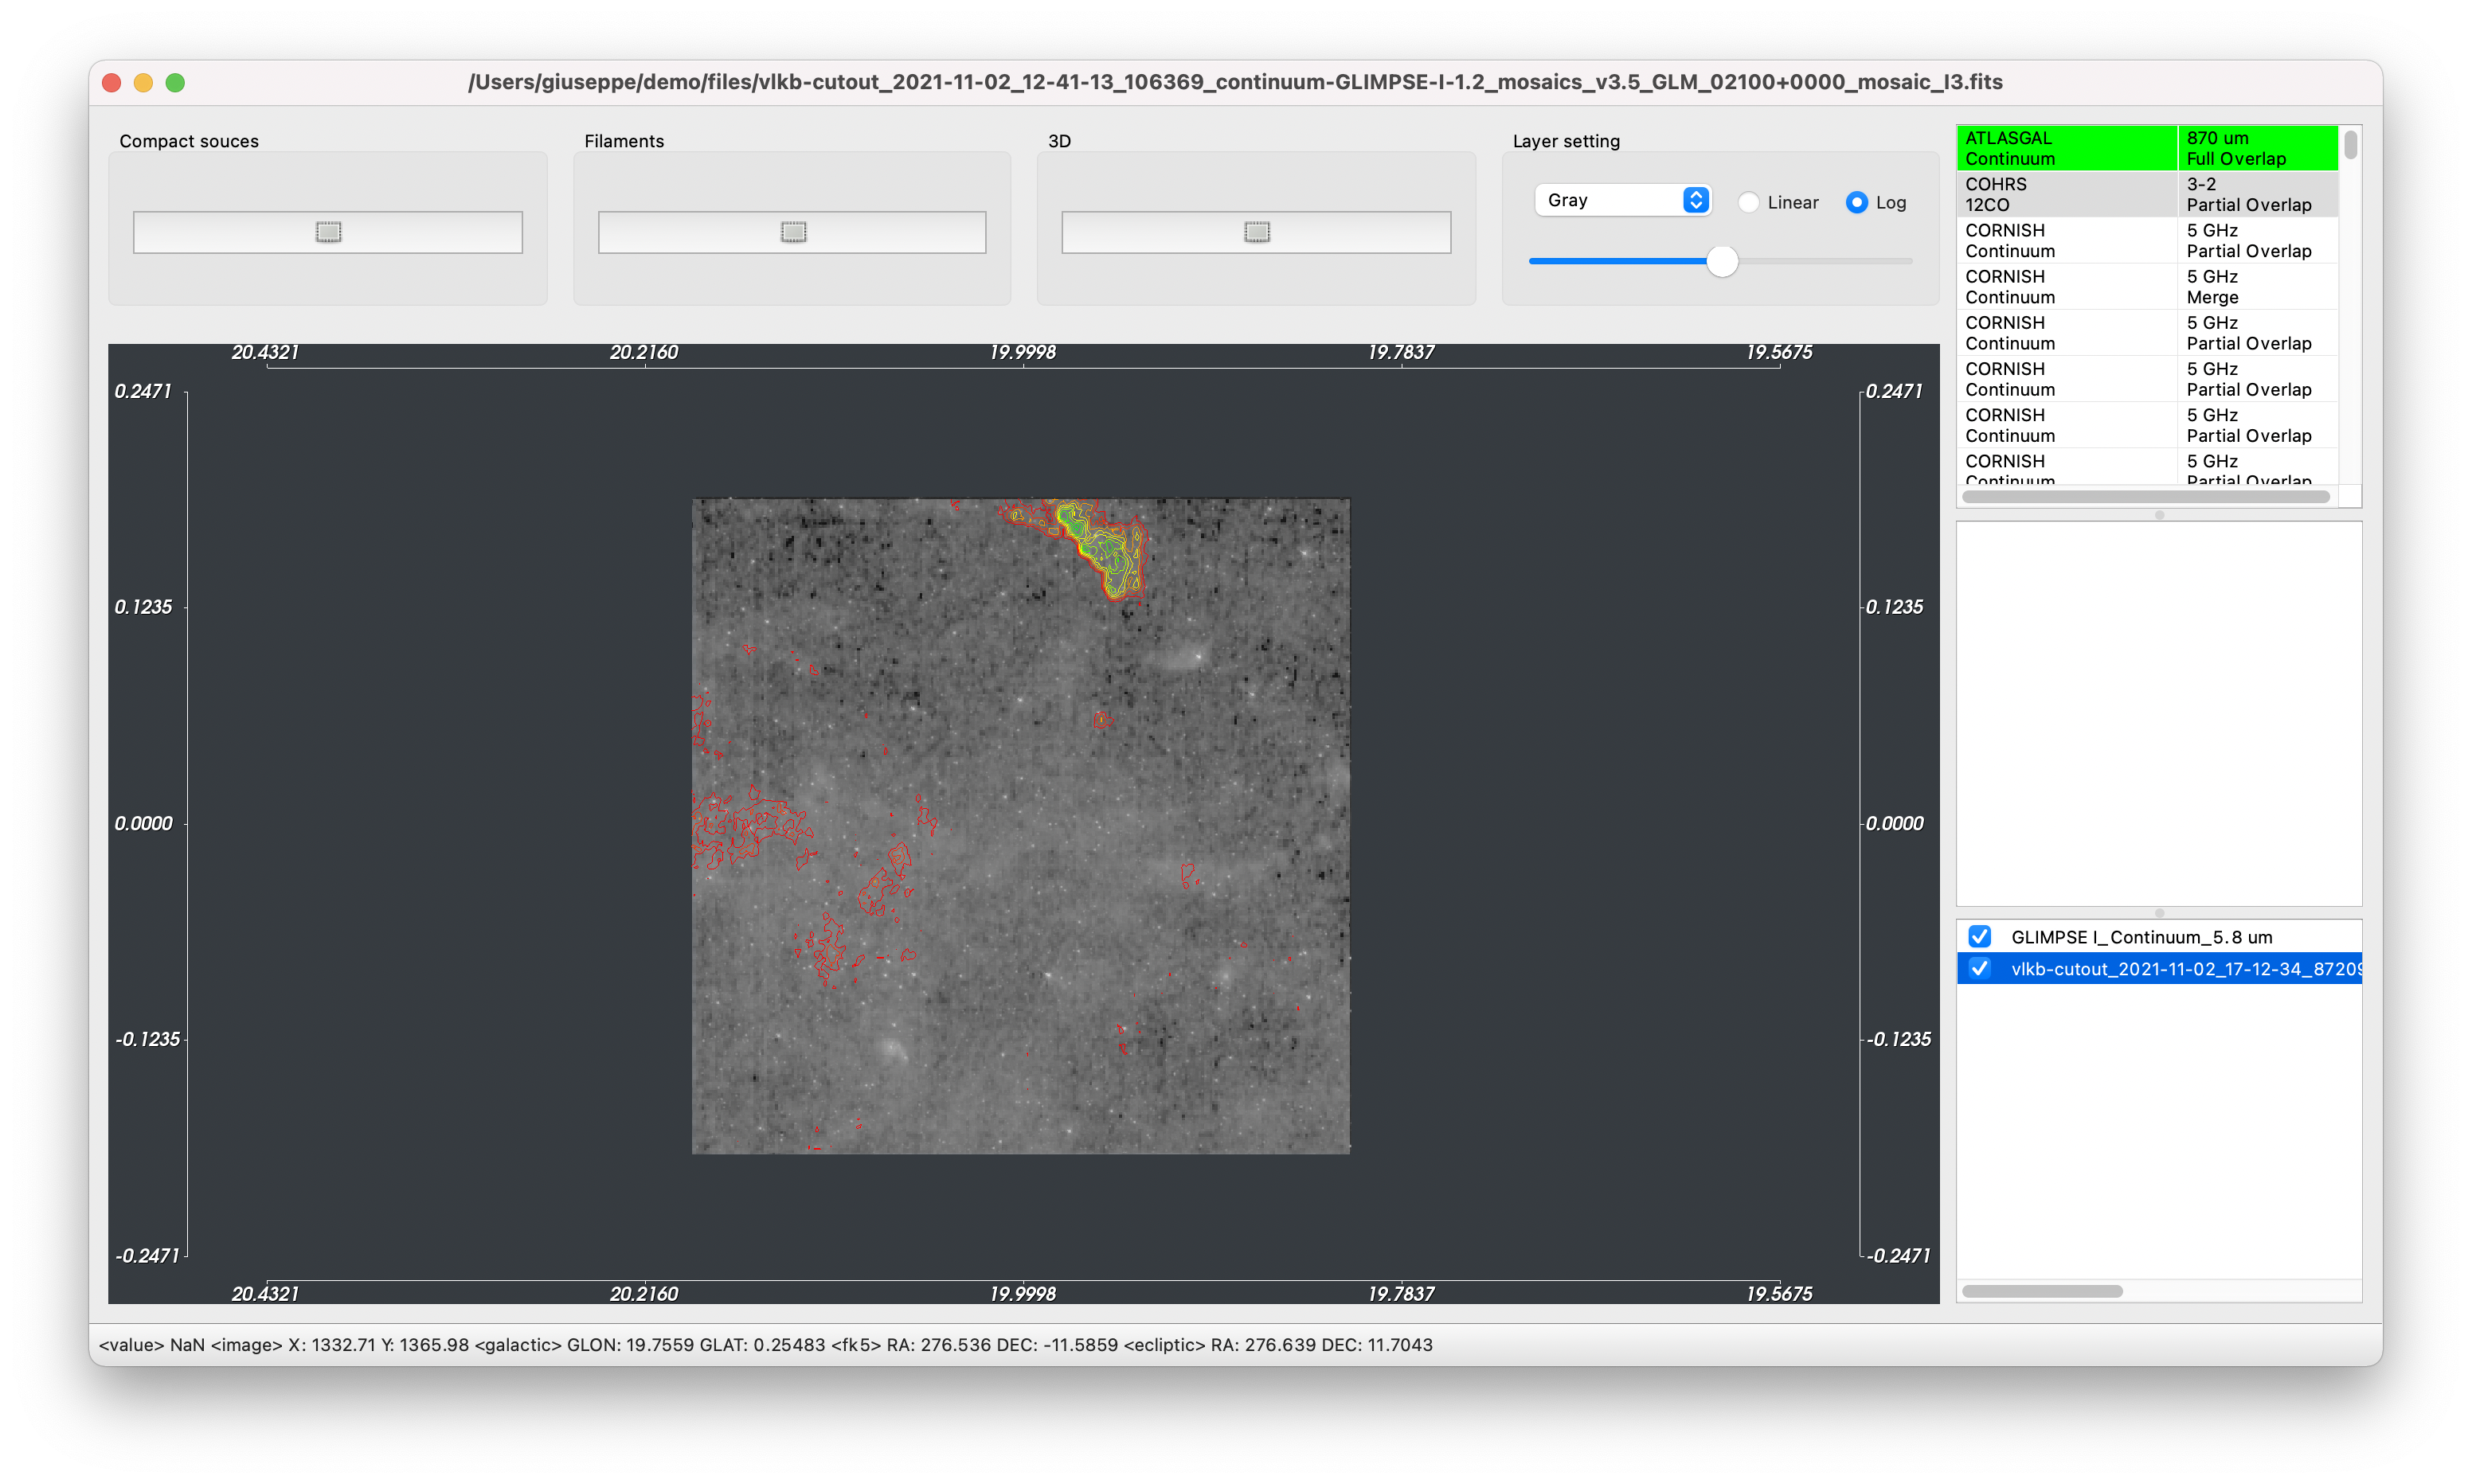 /Users/giuseppe/demo/files/vlkb-cutout_2021-11-02_12-41-13_106369_continuum-GLIMPSE-I-1.2_mosaics_v3.5_GLM_02100+0000_mosaic_I3.fits
Compact souces
Filaments
3D
Layer setting
Gray
Linear
Log
20.4321 20.2160 19.9998 19.7837 19.5675
0.2471
0.1235
0.0000
-0.1235
-0.2471
0.2471
0.1235
0.0000
-0.1235
-0.2471
20.4321 20.2160 19.9998 19.7837 19.5675
ATLASGAL 870 um
Continuum Full Overlap
COHRS 3-2
12CO Partial Overlap
CORNISH 5 GHz
Continuum Partial Overlap
CORNISH 5 GHz
Continuum Merge
CORNISH 5 GHz
Continuum Partial Overlap
CORNISH 5 GHz
Continuum Partial Overlap
CORNISH 5 GHz
Continuum Partial Overlap
CORNISH 5 GHz
Continuum Partial Overlap
GLIMPSE I_Continuum_5.8 um
vlkb-cutout_2021-11-02_17-12-34_87209
<value> NaN <image> X: 1332.71 Y: 1365.98 <galactic> GLON: 19.7559 GLAT: 0.25483 <fk5> RA: 276.536 DEC: -11.5859 <ecliptic> RA: 276.639 DEC: 11.7043